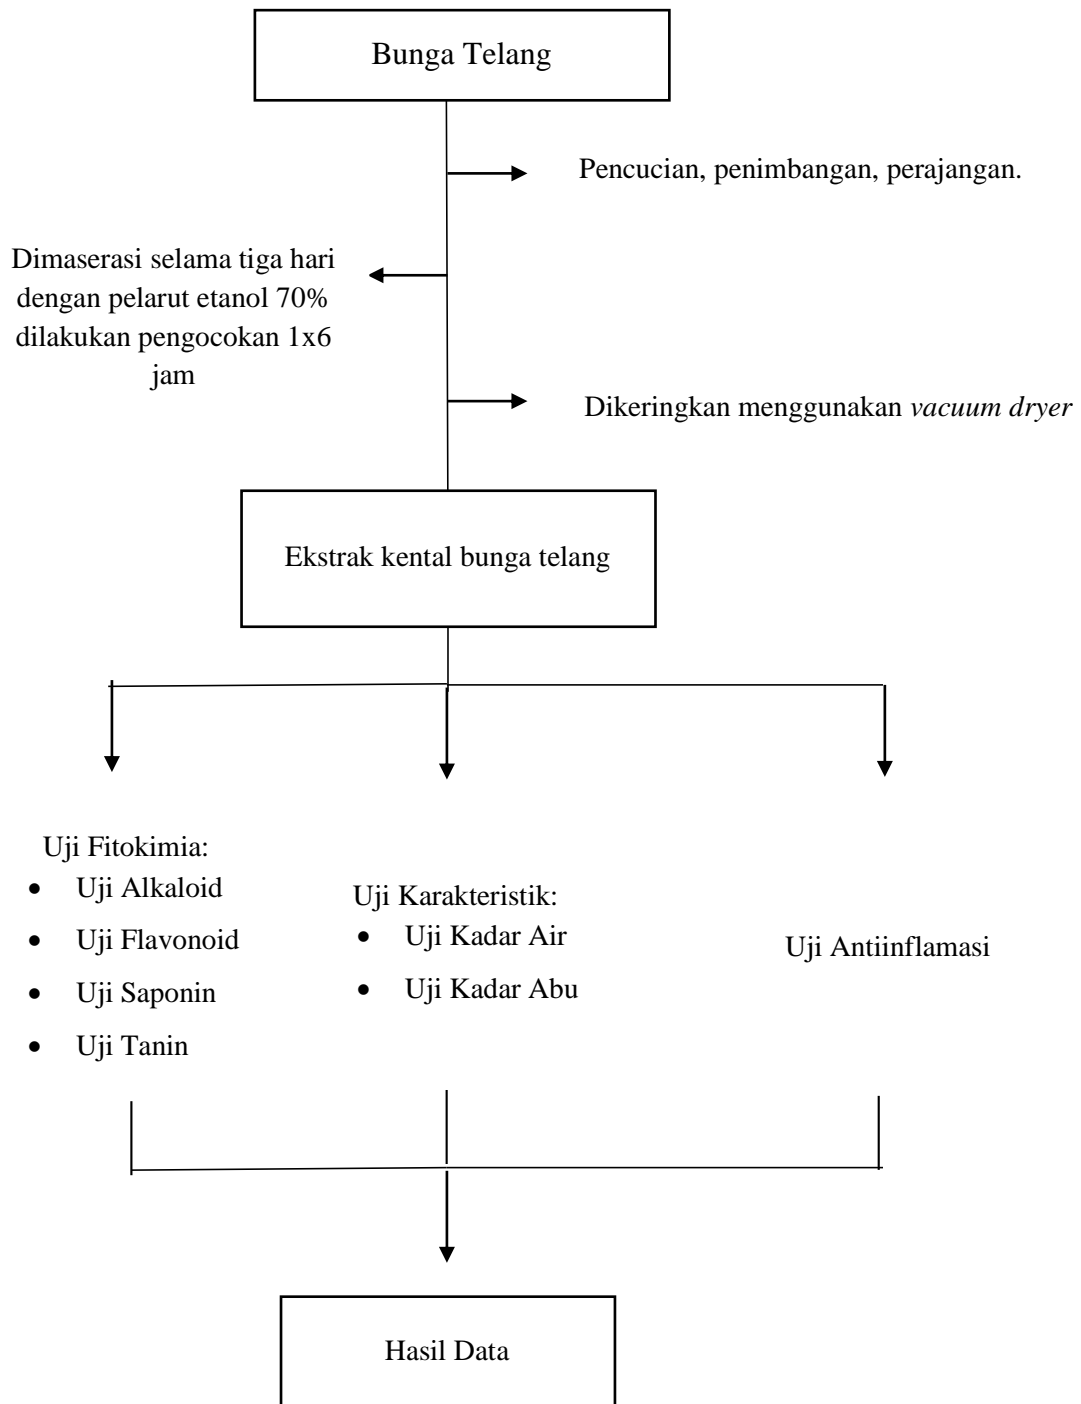 Bunga Telang
Pencucian, penimbangan, perajangan.
Dimaserasi selama tiga hari
dengan pelarut etanol 70%
dilakukan pengocokan 1x6
jam
Dikeringkan menggunakan vacuum dryer
Ekstrak kental bunga telang
Uji Fitokimia:
• Uji Alkaloid
• Uji Flavonoid
• Uji Saponin
• Uji Tanin
Uji Karakteristik:
• Uji Kadar Air
• Uji Kadar Abu
Uji Antiinflamasi
Hasil Data